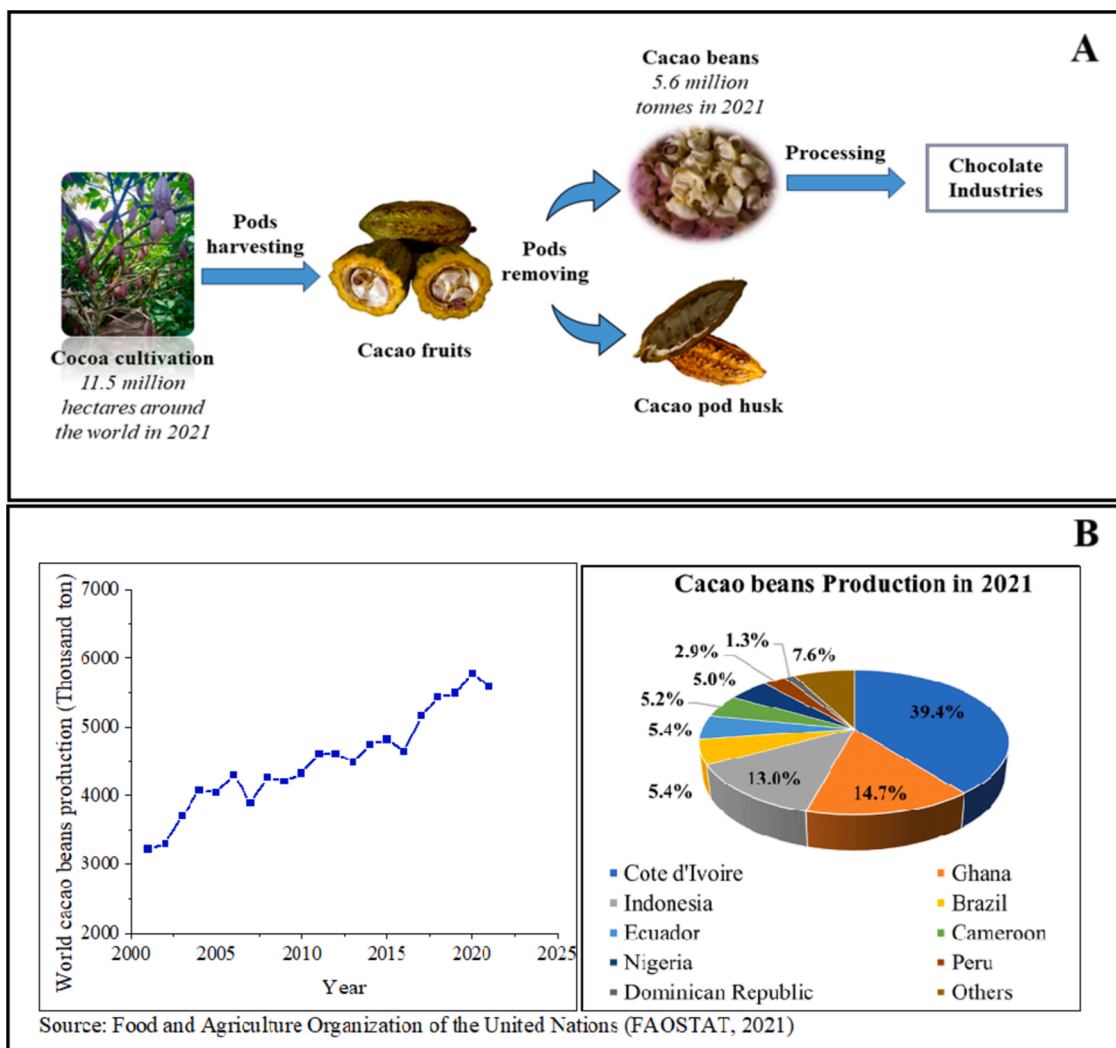 A
Cacao beans
5.6 million
tonnes in 2021
Processing
Chocolate
Industries
Pods
harvesting
Pods
removing
Cocoa cultivation
11.5 million
hectares around
the world in 2021
Cacao fruits
Cacao pod husk
B
World cacao beans production (Thousand ton)
7000
6000
5000
4000
3000
2000
2000
2005
2010
2015
2020
2025
Year
Cacao beans Production in 2021
1.3%
7.6%
2.9%
5.0%
5.2%
5.4%
5.4%
39.4%
13.0%
14.7%
Cote d'Ivoire
Ghana
Indonesia
Brazil
Ecuador
Cameroon
Nigeria
Peru
Dominican Republic
Others
Source: Food and Agriculture Organization of the United Nations (FAOSTAT, 2021)